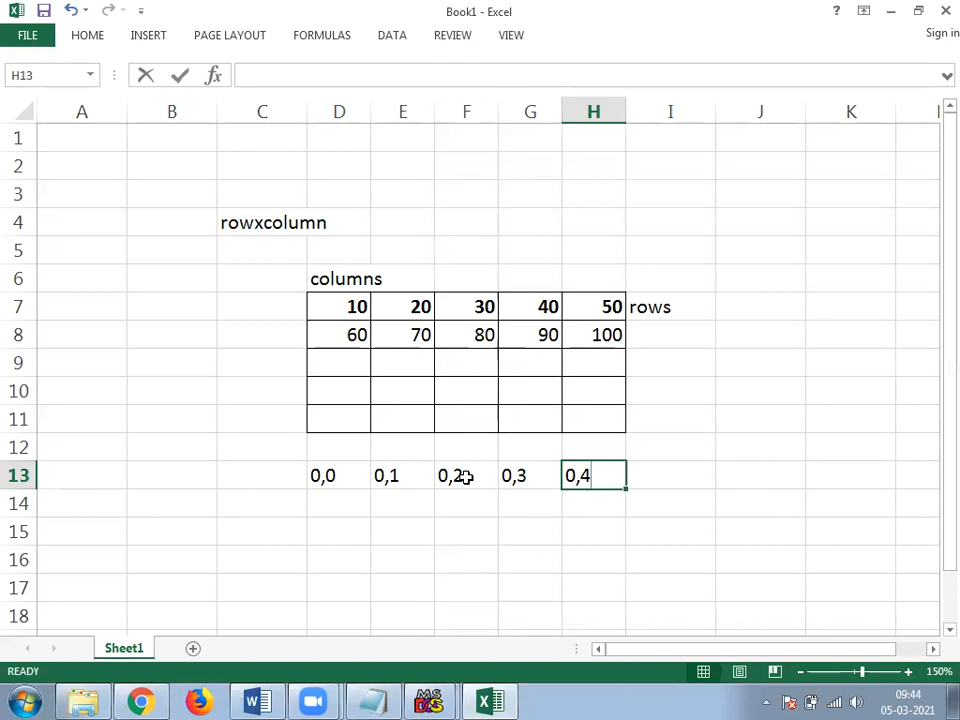 Book1 - Excel
? 
Sign in
FILE HOME INSERT PAGE LAYOUT FORMULAS DATA REVIEW VIEW
H13 fx
A B C D E F G H I J K
1
2
3
4 rowxcolumn
5
6 columns
7 10 20 30 40 50 rows
8 60 70 80 90 100
9
10
11
12
13 0,0 0,1 0,2 0,3 0,4
14
15
16
17
18
Sheet1
READY 150%
W MS DOS X
09:44
05-03-2021